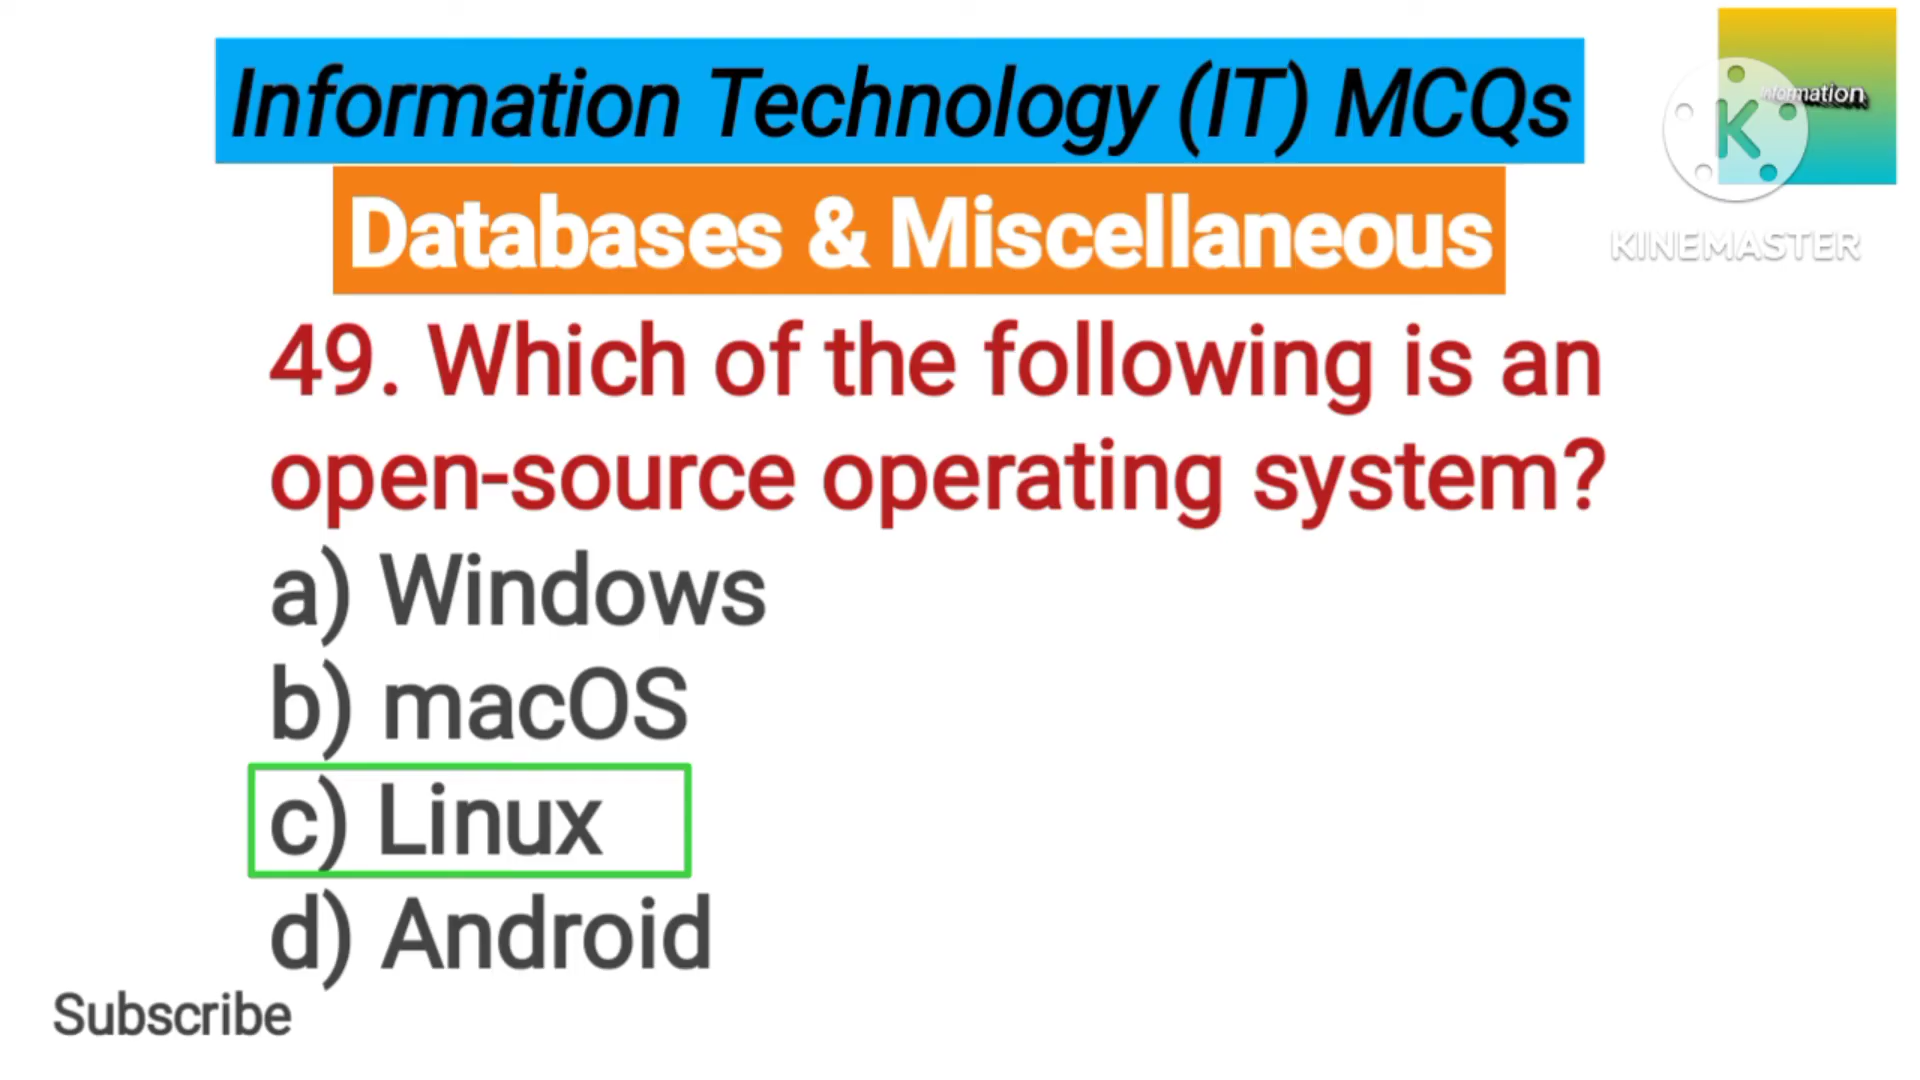 Information Technology (IT) MCQs
Information
Databases & Miscellaneous
KINEMASTER
49. Which of the following is an
open-source operating system?
a) Windows
b) macOS
c) Linux
d) Android
Subscribe